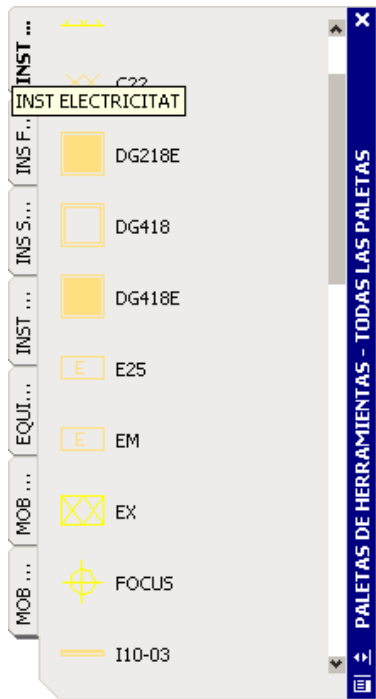 INST ...
C22
INST ELECTRICITAT
INS F...
DG218E
DG418
INS S...
DG418E
INST ...
E
E25
EQUI...
E
EM
MOB ...
EX
FOCUS
MOB ...
I10-03
PALETAS DE HERRAMIENTAS - TODAS LAS PALETAS